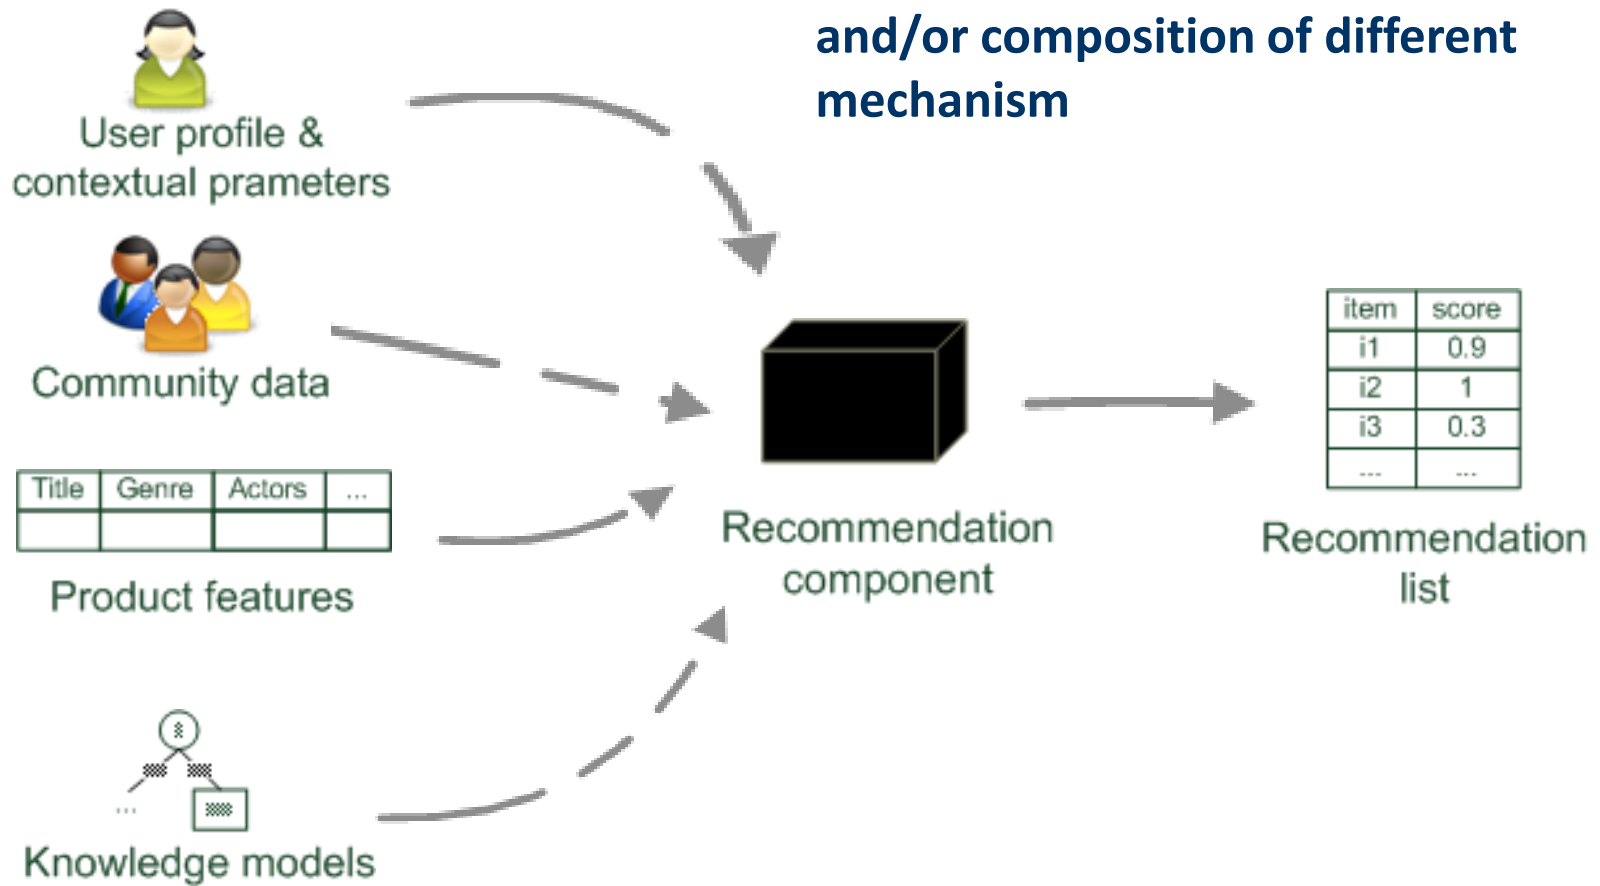 and/or composition of different
mechanism
User profile &
contextual prameters
Community data
Title Genre Actors ...
Product features
Knowledge models
...
Recommendation
component
item score
i1 0.9
i2 1
i3 0.3
... ...
Recommendation
list